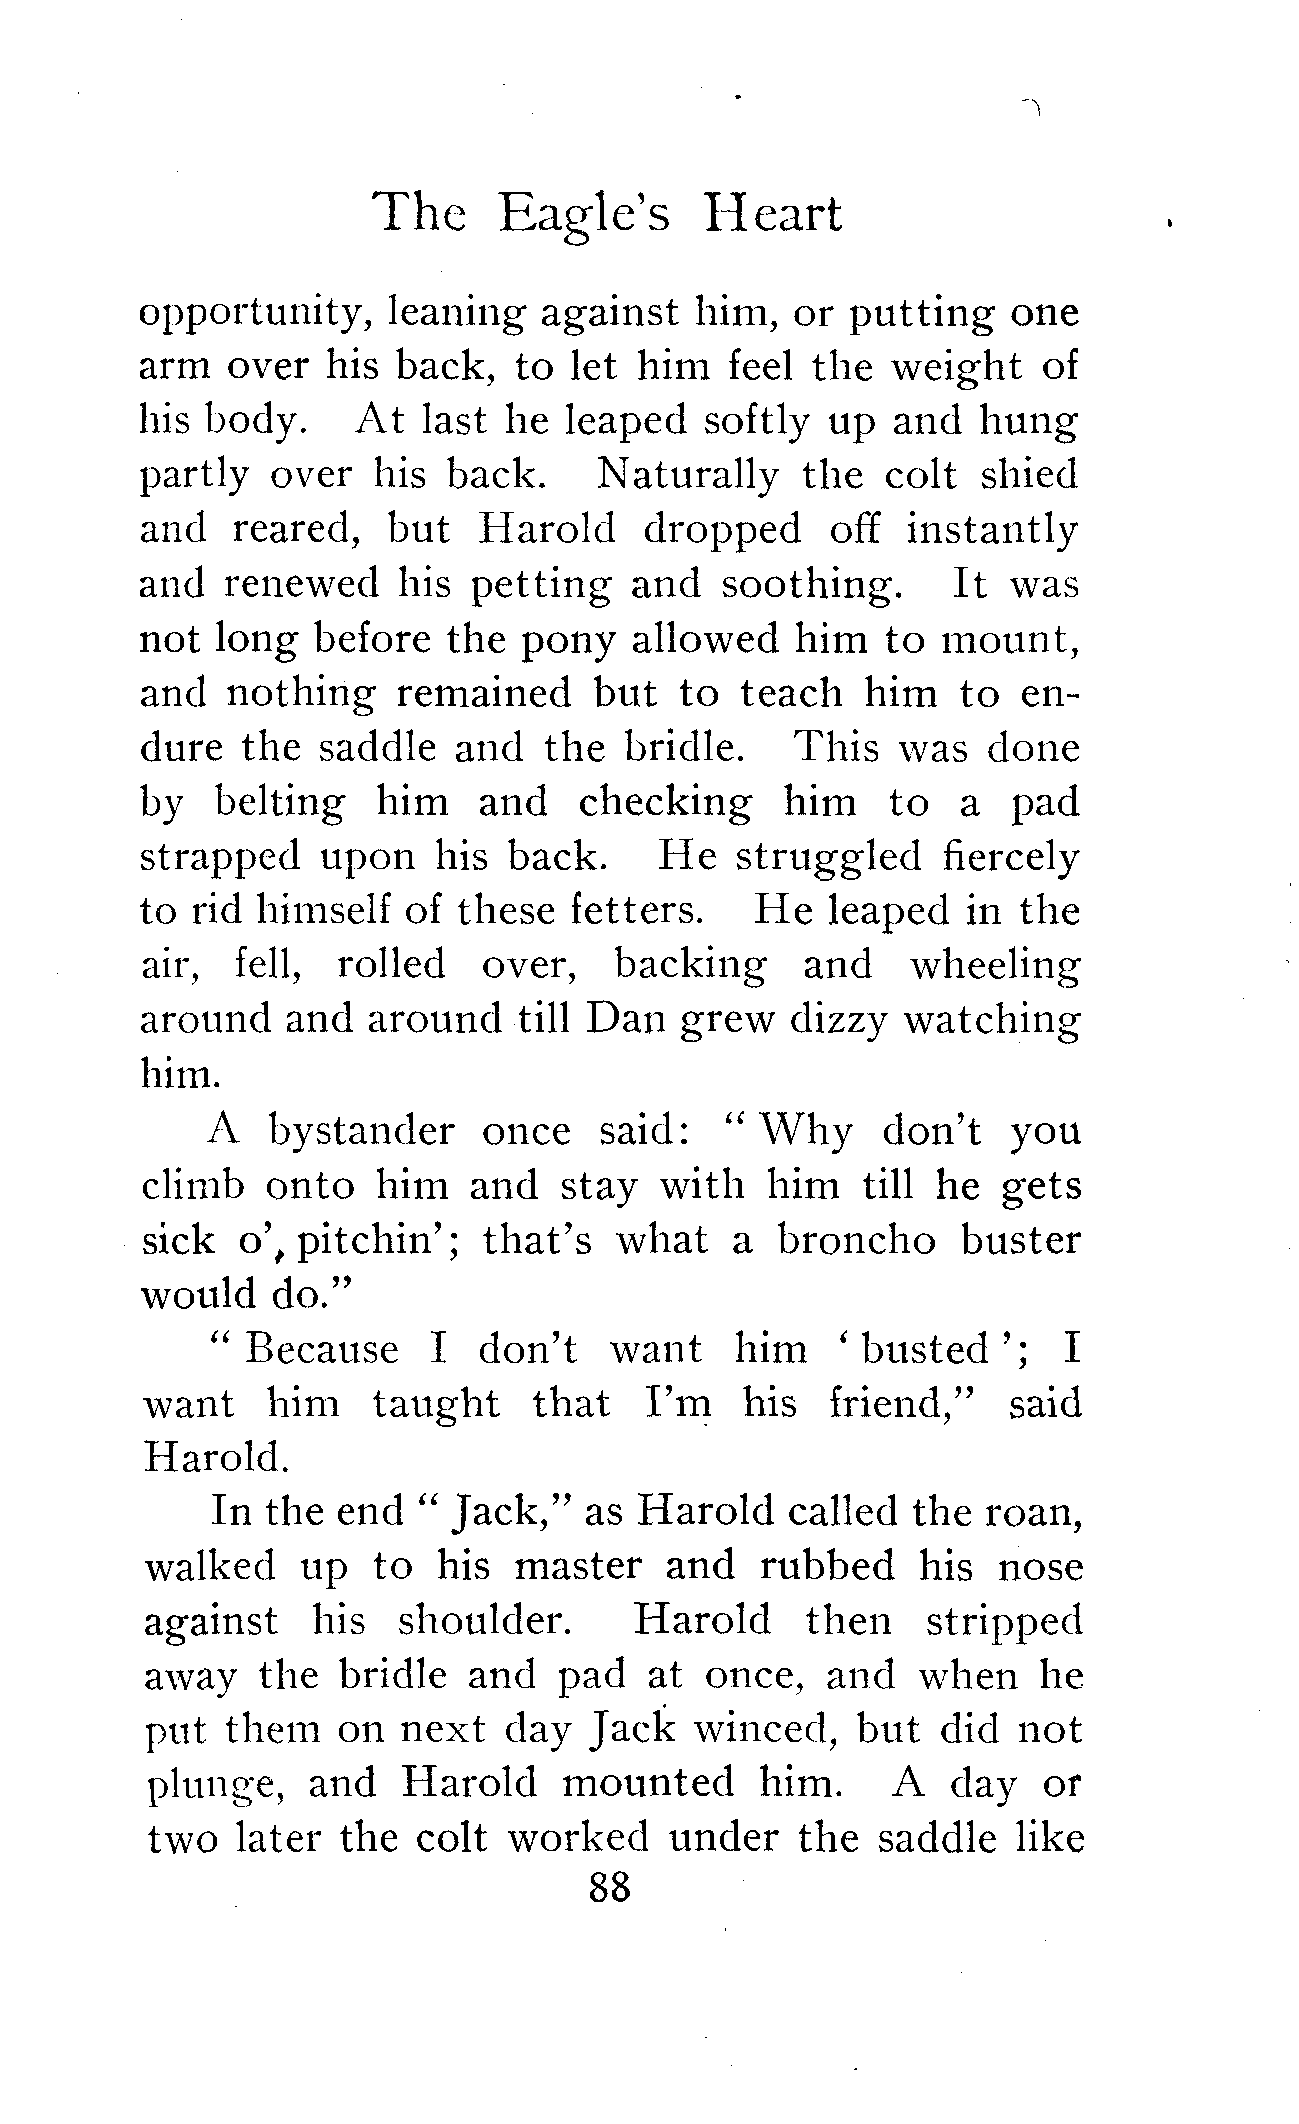 The Eagle's Heart
opportunity, leaning against him, or putting one
arm over his back, to let him feel the weight of
his body. At last he leaped softly up and hung
partly over his back. Naturally the colt shied
and reared, but Harold dropped off instantly
and renewed his petting and soothing. It was
not long before the pony allowed him to mount,
and nothing remained but to teach him to en-
dure the saddle and the bridle. This was done
by belting him and checking him to a pad
strapped upon his back. He struggled fiercely
to rid himself of these fetters. He leaped in the
air, fell, rolled over, backing and wheeling
around and around till Dan grew dizzy watching
him.
A bystander once said: " Why don't you
climb onto him and stay with him till he gets
sick o', pitchin'; that's what a broncho buster
would do."
" Because I don't want him ' busted '; I
want him taught that I'm his friend," said
Harold.
In the end " Jack," as Harold called the roan,
walked up to his master and rubbed his nose
against his shoulder. Harold then stripped
away the bridle and pad at once, and when he
put them on next day Jack winced, but did not
plunge, and Harold mounted him. A day or
two later the colt worked under the saddle like
88